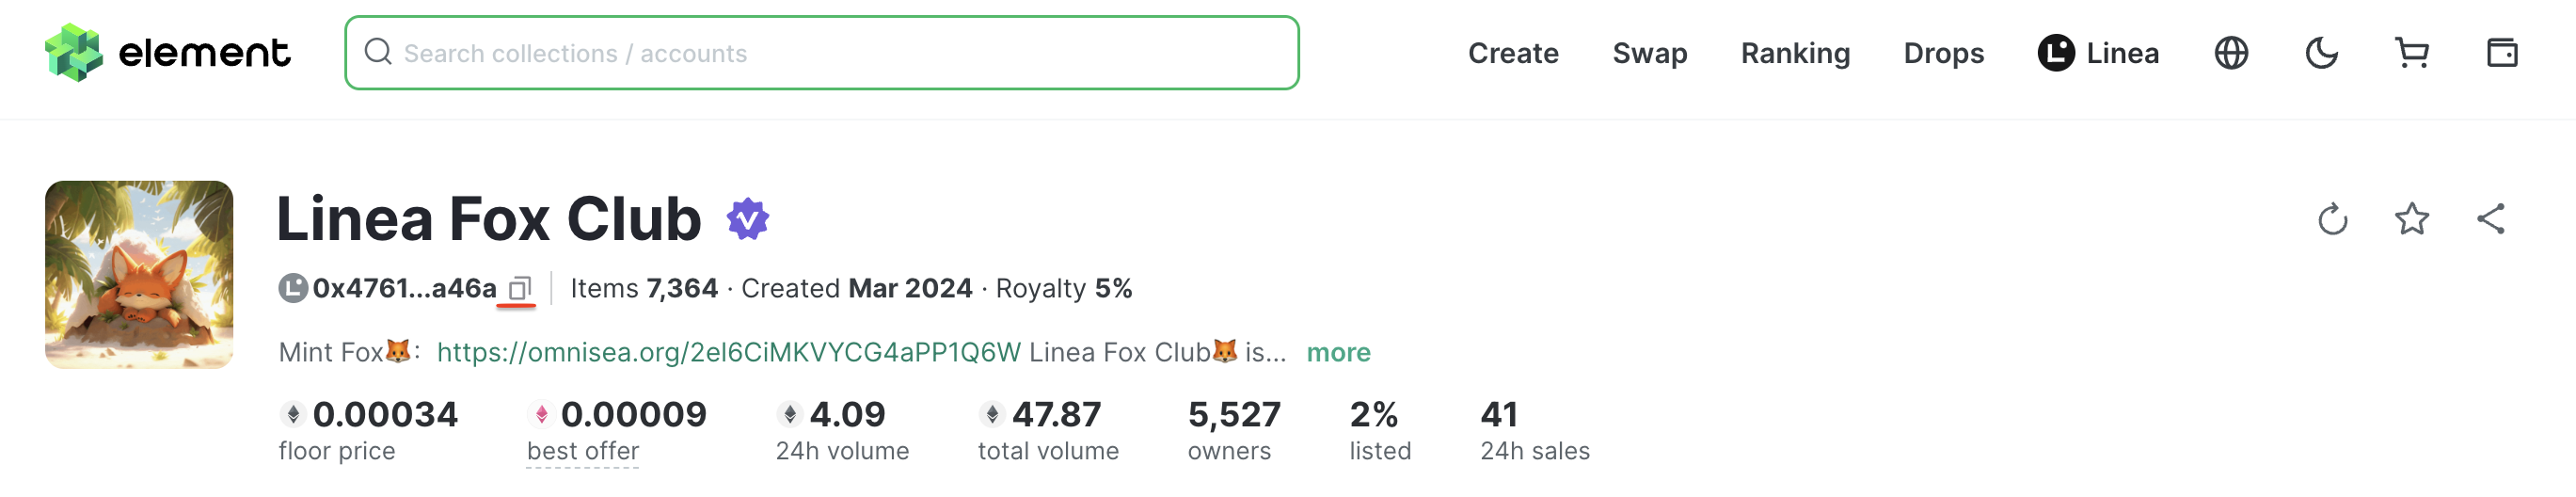 element
Search collections / accounts
Create Swap Ranking Drops Linea
Linea Fox Club
0x4761...a46a Items 7,364 · Created Mar 2024 · Royalty 5%
Mint Fox🦊: https://omnisea.org/2eI6CiMKVYCG4aPP1Q6W Linea Fox Club🦊 is... more
0.00034 0.00009 4.09 47.87 5,527 2% 41
floor price best offer 24h volume total volume owners listed 24h sales